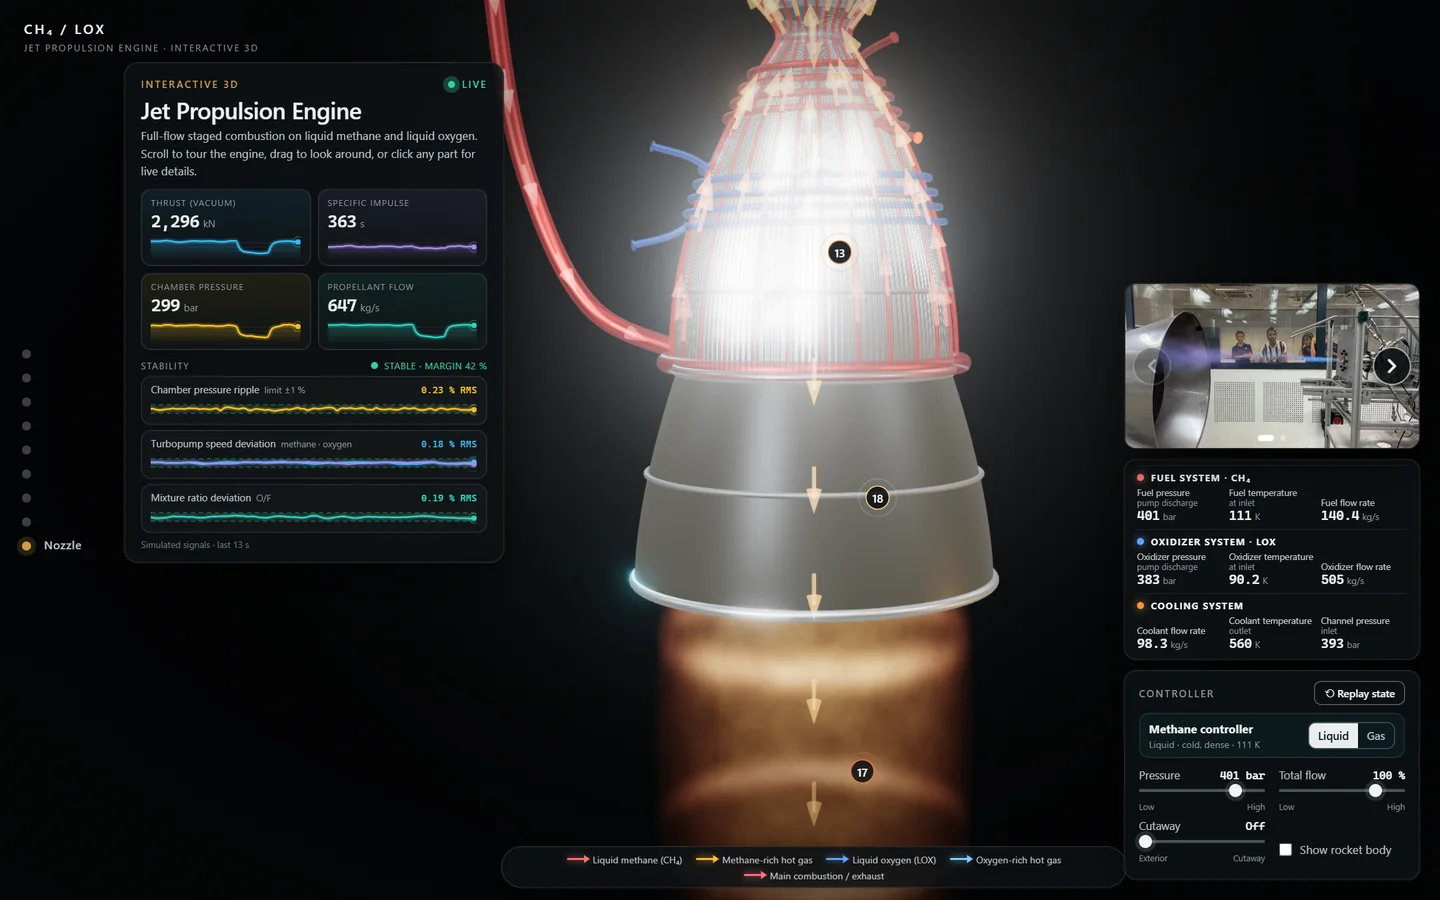 CH₄ / LOX
JET PROPULSION ENGINE · INTERACTIVE 3D
INTERACTIVE 3D
LIVE
Jet Propulsion Engine
Full-flow staged combustion on liquid methane and liquid oxygen.
Scroll to tour the engine, drag to look around, or click any part for
live details.
THRUST (VACUUM)
2,296 kN
SPECIFIC IMPULSE
363 s
CHAMBER PRESSURE
299 bar
PROPELLANT FLOW
647 kg/s
STABILITY
STABLE · MARGIN 42 %
Chamber pressure ripple limit ±1 %
0.23 % RMS
Turbopump speed deviation methane · oxygen
0.18 % RMS
Mixture ratio deviation O/F
0.19 % RMS
Simulated signals · last 13 s
Nozzle
13
18
17
FUEL SYSTEM · CH₄
Fuel pressure
pump discharge
401 bar
Fuel temperature
at inlet
111 K
Fuel flow rate
140.4 kg/s
OXIDIZER SYSTEM · LOX
Oxidizer pressure
pump discharge
383 bar
Oxidizer temperature
at inlet
90.2 K
Oxidizer flow rate
505 kg/s
COOLING SYSTEM
Coolant flow rate
98.3 kg/s
Coolant temperature
outlet
560 K
Channel pressure
inlet
393 bar
CONTROLLER
Replay state
Methane controller
Liquid · cold, dense · 111 K
Liquid
Gas
Pressure
401 bar
Low
High
Total flow
100 %
Low
High
Cutaway
Off
Exterior
Cutaway
Show rocket body
Liquid methane (CH₄)
Methane-rich hot gas
Liquid oxygen (LOX)
Oxygen-rich hot gas
Main combustion / exhaust